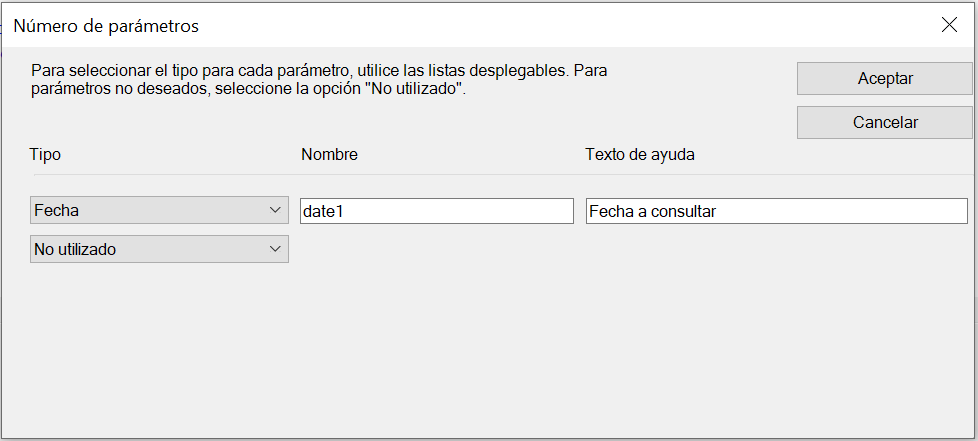 Número de parámetros
Para seleccionar el tipo para cada parámetro, utilice las listas desplegables. Para
parámetros no deseados, seleccione la opción "No utilizado".
Aceptar
Cancelar
Tipo
Nombre
Texto de ayuda
Fecha
date1
Fecha a consultar
No utilizado